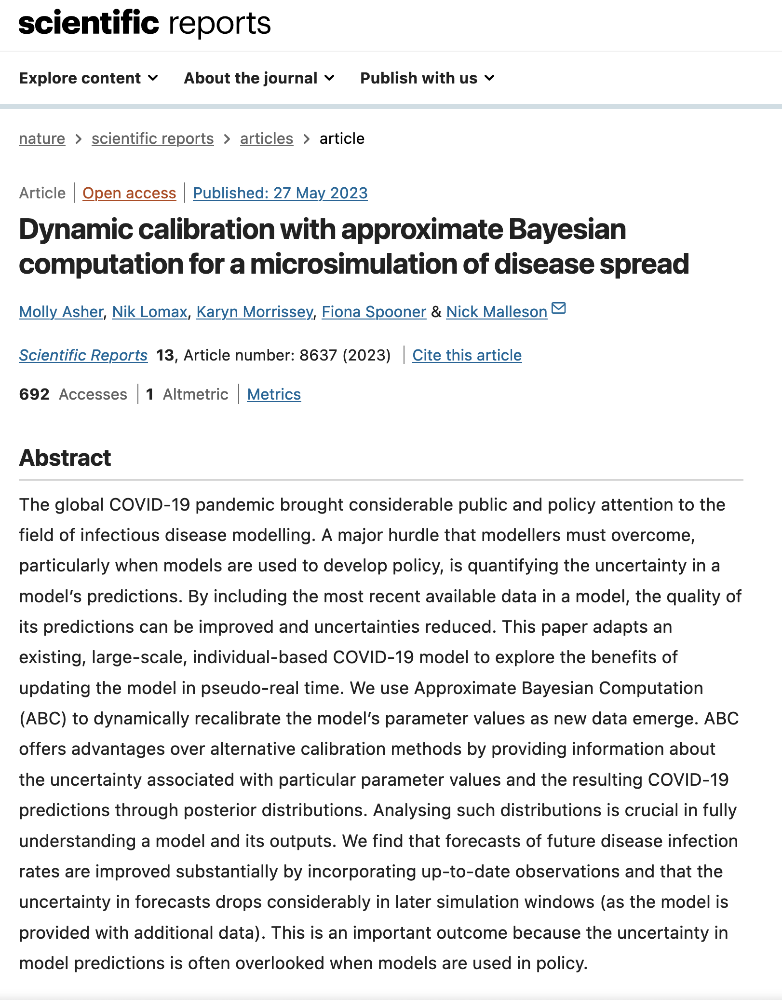 scientific reports
Explore content About the journal Publish with us
nature > scientific reports > articles > article
Article | Open access | Published: 27 May 2023
Dynamic calibration with approximate Bayesian
computation for a microsimulation of disease spread
Molly Asher, Nik Lomax, Karyn Morrissey, Fiona Spooner & Nick Malleson
Scientific Reports 13, Article number: 8637 (2023) | Cite this article
692 Accesses | 1 Altmetric | Metrics
Abstract
The global COVID-19 pandemic brought considerable public and policy attention to the
field of infectious disease modelling. A major hurdle that modellers must overcome,
particularly when models are used to develop policy, is quantifying the uncertainty in a
model’s predictions. By including the most recent available data in a model, the quality of
its predictions can be improved and uncertainties reduced. This paper adapts an
existing, large-scale, individual-based COVID-19 model to explore the benefits of
updating the model in pseudo-real time. We use Approximate Bayesian Computation
(ABC) to dynamically recalibrate the model’s parameter values as new data emerge. ABC
offers advantages over alternative calibration methods by providing information about
the uncertainty associated with particular parameter values and the resulting COVID-19
predictions through posterior distributions. Analysing such distributions is crucial in fully
understanding a model and its outputs. We find that forecasts of future disease infection
rates are improved substantially by incorporating up-to-date observations and that the
uncertainty in forecasts drops considerably in later simulation windows (as the model is
provided with additional data). This is an important outcome because the uncertainty in
model predictions is often overlooked when models are used in policy.